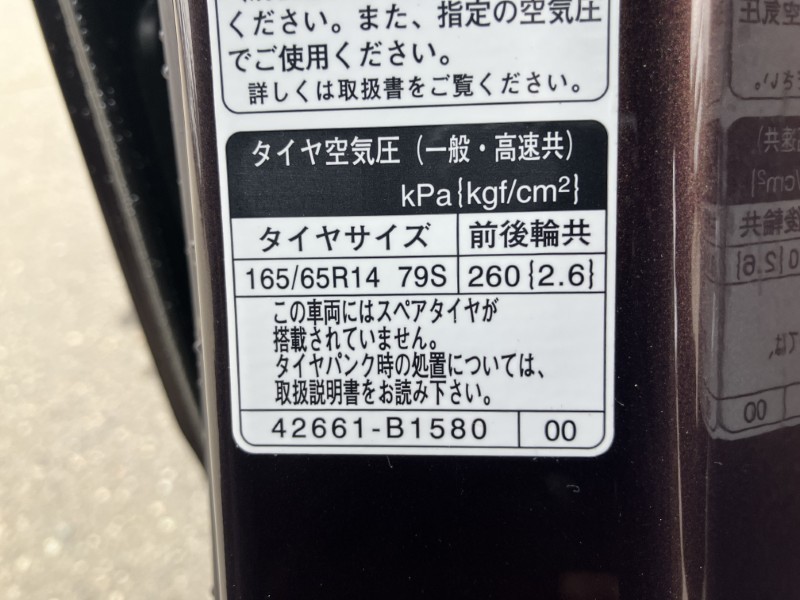 ください。また、指定の空気圧
でご使用ください。
詳しくは取扱書をご覧ください。
タイヤ空気圧（一般・高速共）
kPa{kgf/cm²}
タイヤサイズ 前後輪共
165/65R14 79S 260{2.6}
この車両にはスペアタイヤが
搭載されていません。
タイヤパンク時の処置については、
取扱説明書をお読み下さい。
42661-B1580 00